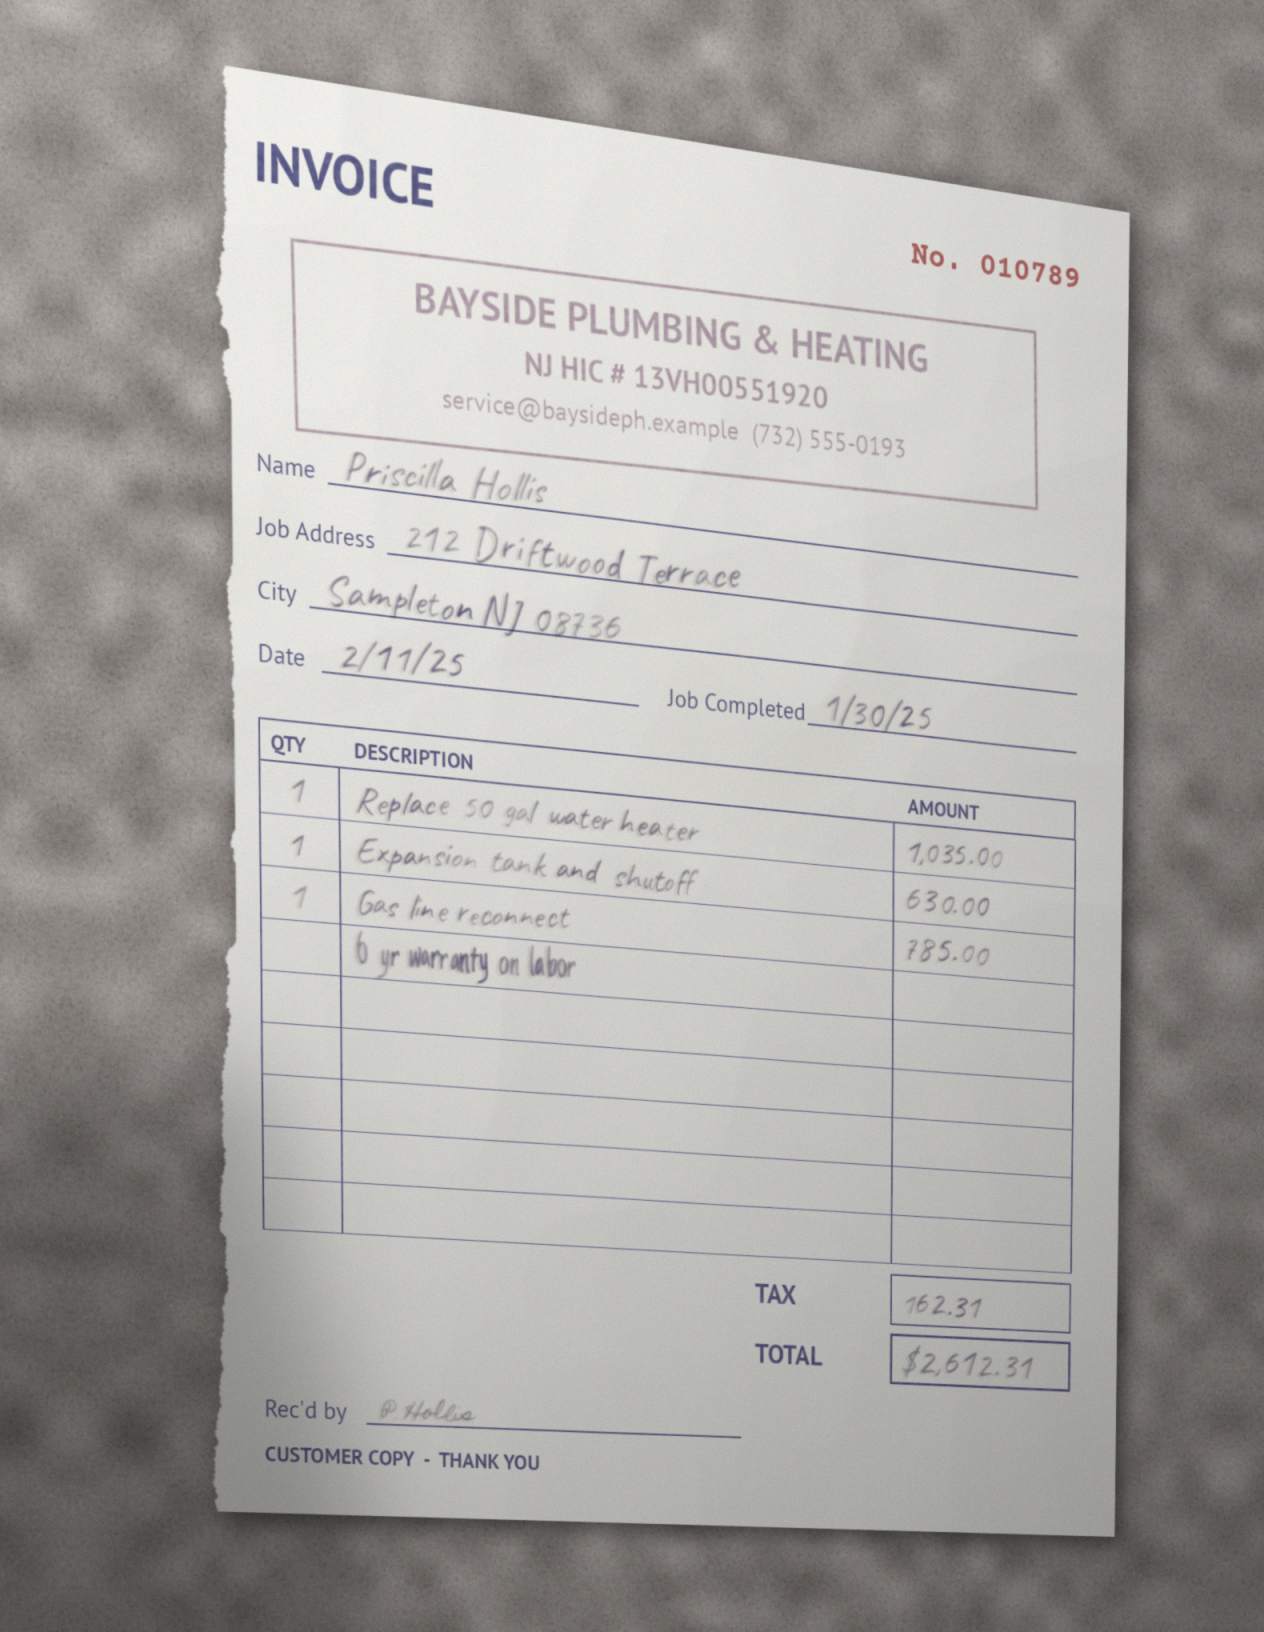 INVOICE
No. 010789
BAYSIDE PLUMBING & HEATING
NJ HIC # 13VH00551920
service@baysideph.example (732) 555-0193
Name Priscilla Hollis
Job Address 212 Driftwood Terrace
City Sampleton NJ 08736
Date 2/11/25 Job Completed 1/30/25
QTY DESCRIPTION AMOUNT
1 Replace 50 gal water heater 1,035.00
1 Expansion tank and shutoff 630.00
1 Gas line reconnect 785.00
yr warranty on labor
TAX 162.31
TOTAL $2,612.31
Rec'd by P Hollis
CUSTOMER COPY - THANK YOU